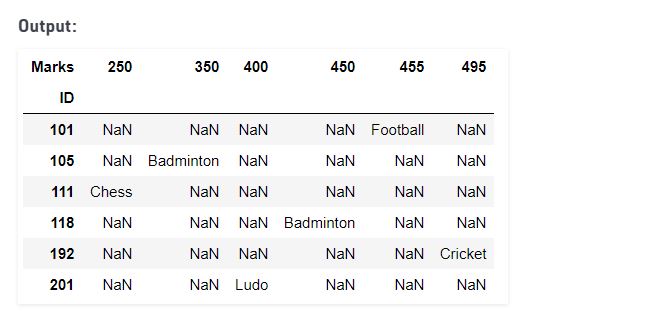 Output:
Marks 250 350 400 450 455 495
ID
101 NaN NaN NaN NaN Football NaN
105 NaN Badminton NaN NaN NaN NaN
111 Chess NaN NaN NaN NaN NaN
118 NaN NaN NaN Badminton NaN NaN
192 NaN NaN NaN NaN NaN Cricket
201 NaN NaN Ludo NaN NaN NaN